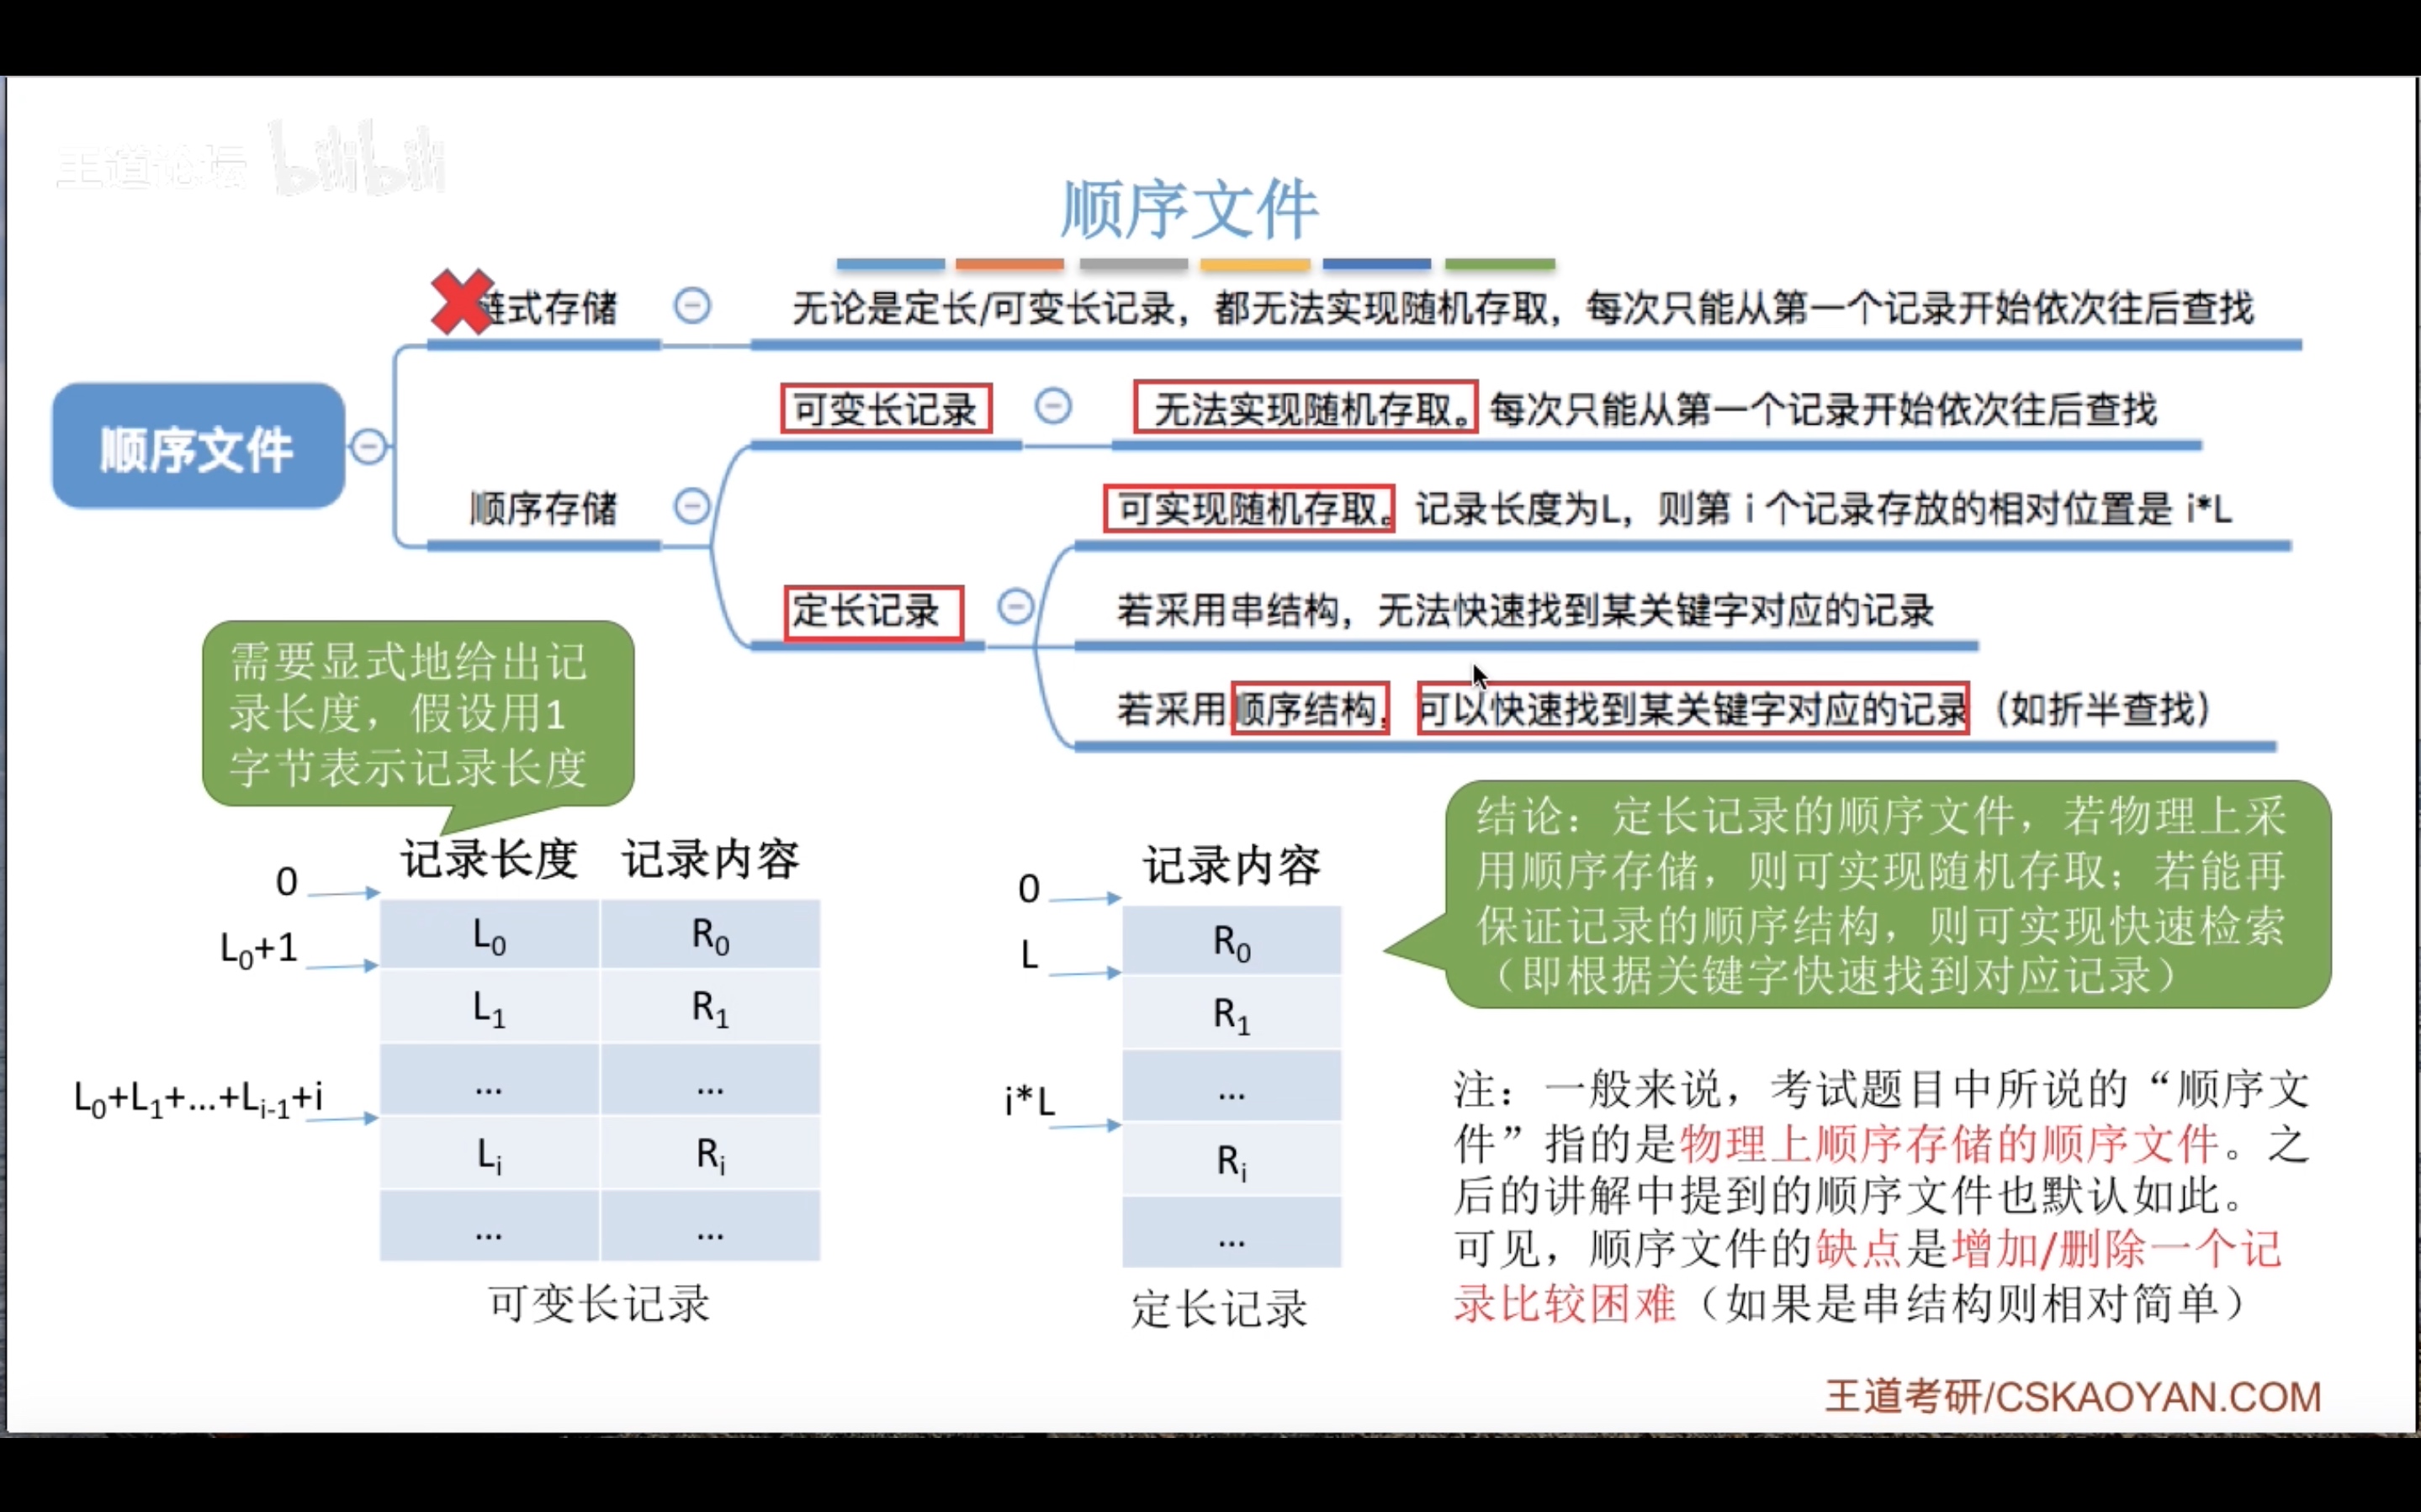 王道论坛 bilibili
顺序文件
链式存储 无论是定长/可变长记录，都无法实现随机存取，每次只能从第一个记录开始依次往后查找
顺序文件
可变长记录 无法实现随机存取。每次只能从第一个记录开始依次往后查找
顺序存储
可实现随机存取。记录长度为L，则第 i 个记录存放的相对位置是 i*L
定长记录 若采用串结构，无法快速找到某关键字对应的记录
若采用顺序结构，可以快速找到某关键字对应的记录（如折半查找）
需要显式地给出记
录长度，假设用1
字节表示记录长度
记录长度 记录内容
0
L0 R0
L0+1
L1 R1
... ...
L0+L1+...+Li-1+i
Li Ri
... ...
可变长记录
记录内容
0
R0
L
R1
...
i*L
Ri
...
定长记录
结论：定长记录的顺序文件，若物理上采
用顺序存储，则可实现随机存取；若能再
保证记录的顺序结构，则可实现快速检索
（即根据关键字快速找到对应记录）
注：一般来说，考试题目中所说的“顺序文
件”指的是物理上顺序存储的顺序文件。之
后的讲解中提到的顺序文件也默认如此。
可见，顺序文件的缺点是增加/删除一个记
录比较困难（如果是串结构则相对简单）
王道考研/CSKAOYAN.COM